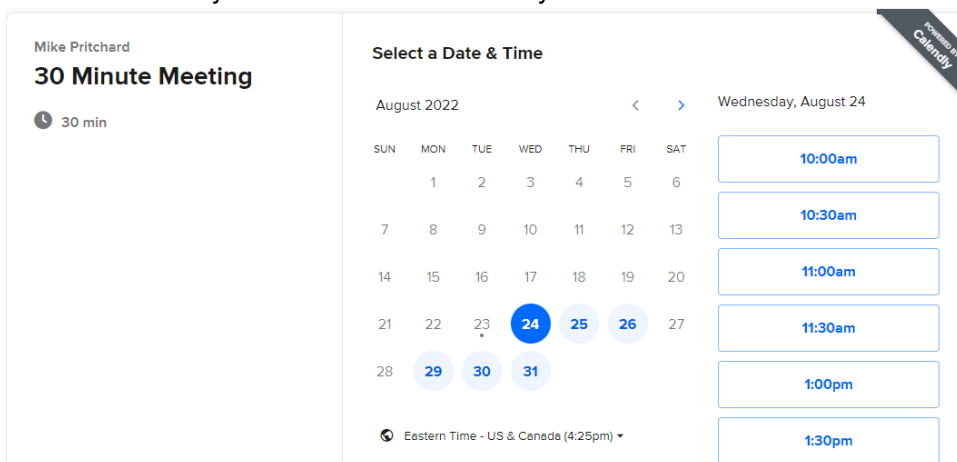 Mike Pritchard
30 Minute Meeting
30 min
Select a Date & Time
August 2022
SUN MON TUE WED THU FRI SAT
1 2 3 4 5 6
7 8 9 10 11 12 13
14 15 16 17 18 19 20
21 22 23 24 25 26 27
28 29 30 31
Eastern Time - US & Canada (4:25pm)
Wednesday, August 24
10:00am
10:30am
11:00am
11:30am
1:00pm
1:30pm
POWERED BY
Calendly